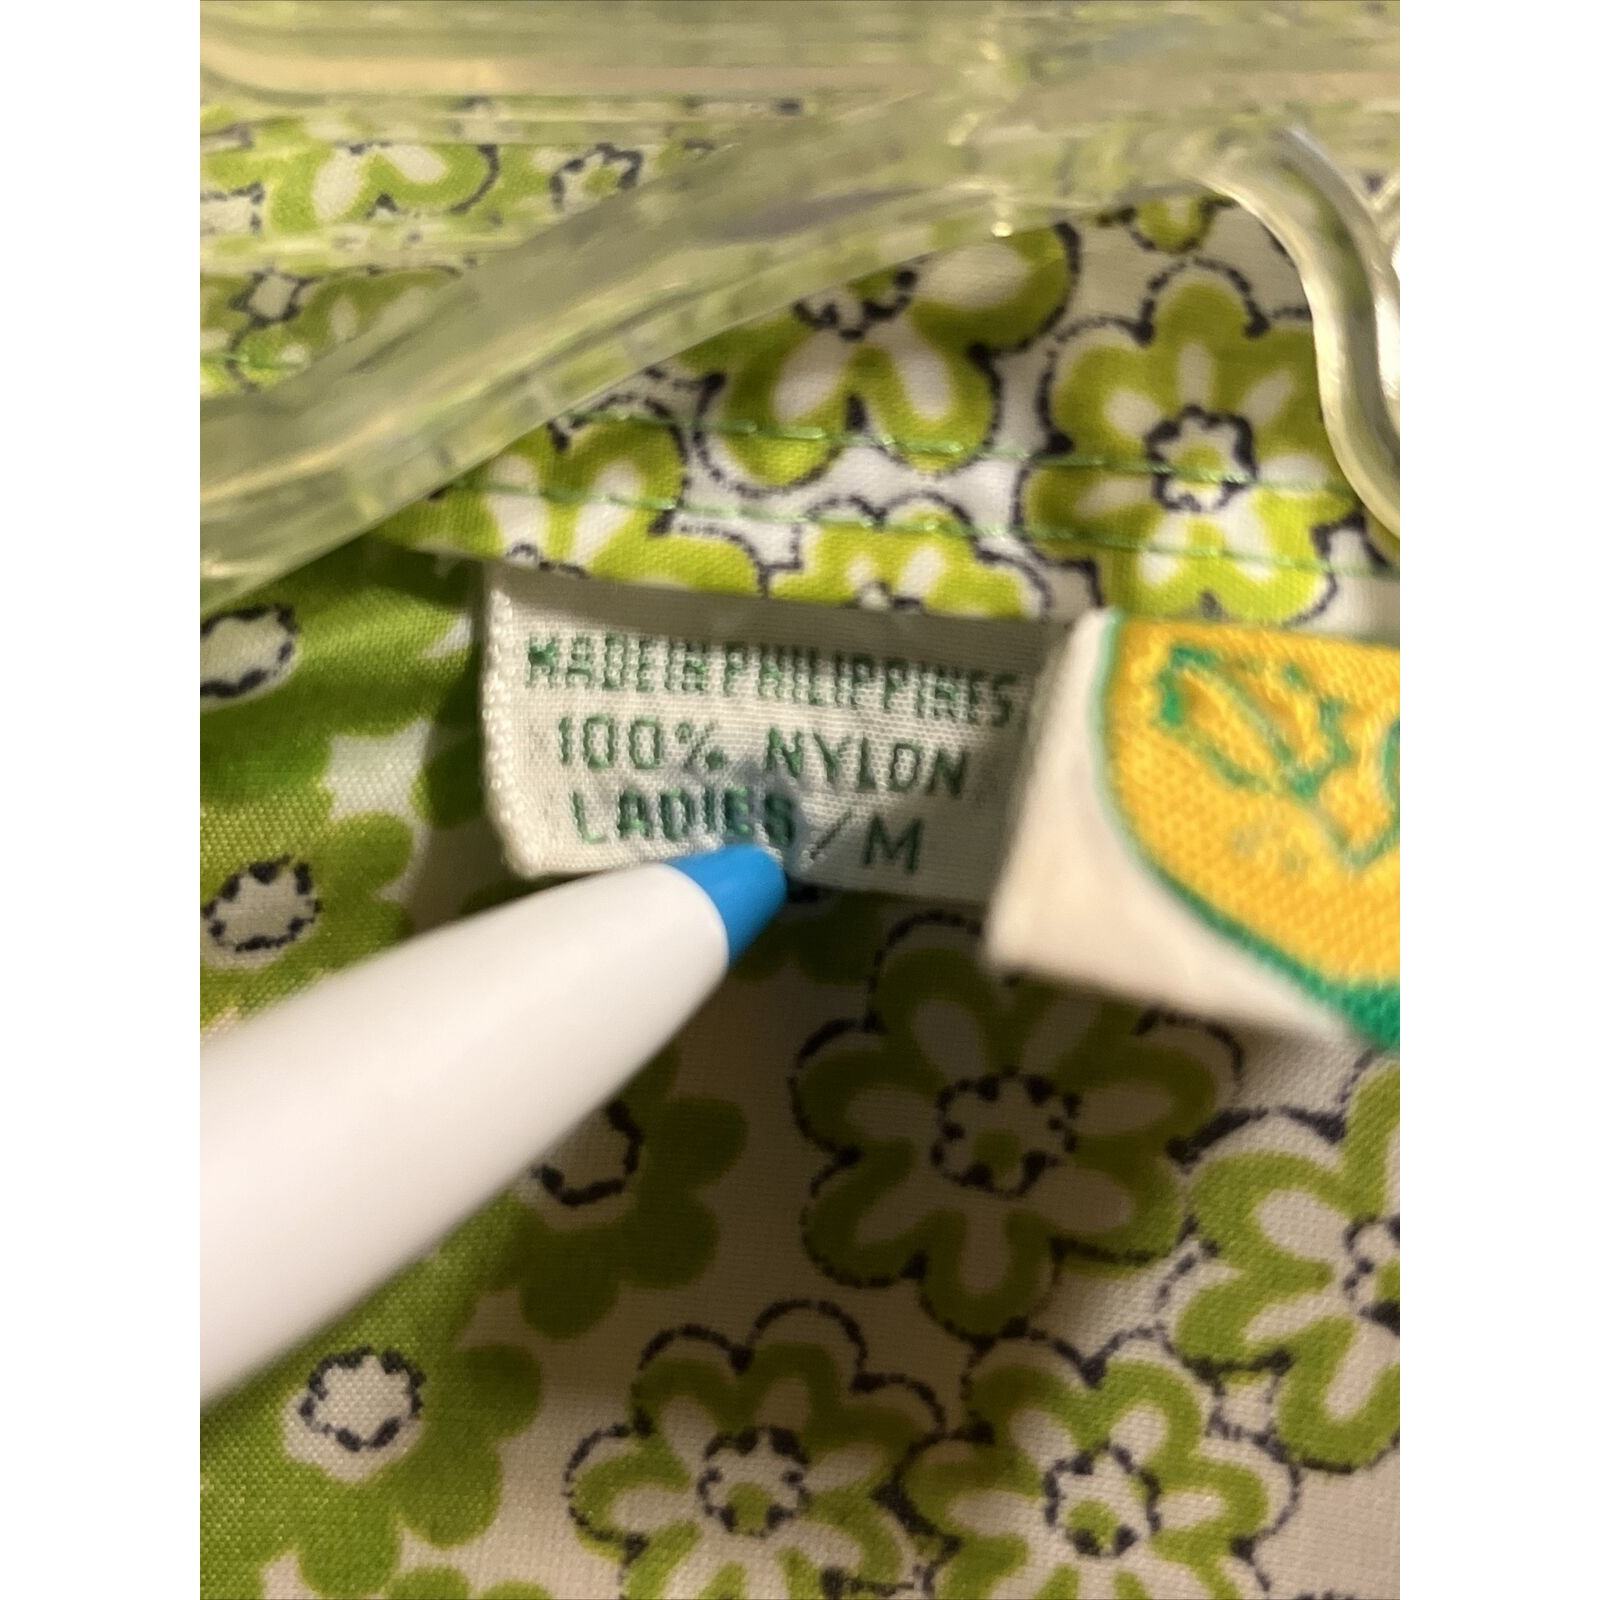 MADE IN PHILIPPINES
100% NYLON
LADIES/M